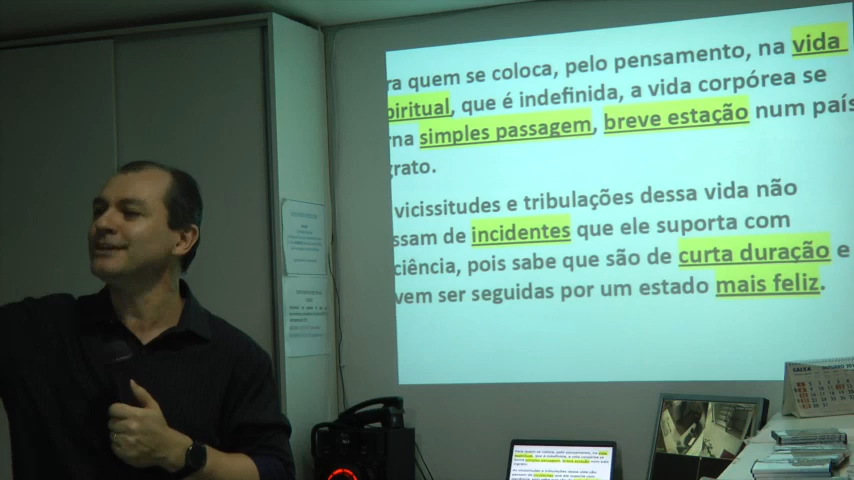 ra quem se coloca, pelo pensamento, na vida
piritual, que é indefinida, a vida corpórea se
na simples passagem, breve estação num país
grato.
vicissitudes e tribulações dessa vida não
ssam de incidentes que ele suporta com
ciência, pois sabe que são de curta duração e
vem ser seguidas por um estado mais feliz.
CAIXA